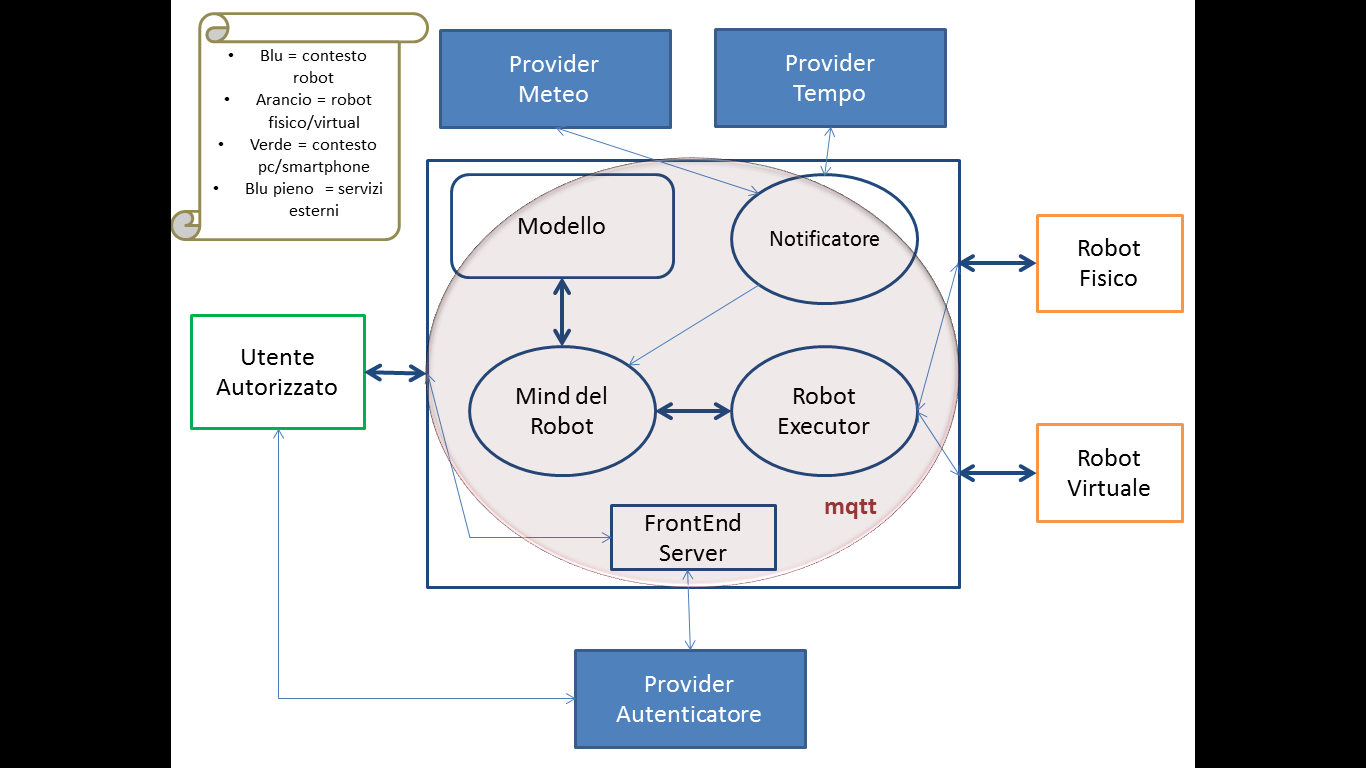 • Blu = contesto
robot
• Arancio = robot
fisico/virtual
• Verde = contesto
pc/smartphone
• Blu pieno = servizi
esterni
Provider
Meteo
Provider
Tempo
Modello
Notificatore
Robot
Fisico
Utente
Autorizzato
Mind del
Robot
Robot
Executor
Robot
Virtuale
mqtt
FrontEnd
Server
Provider
Autenticatore